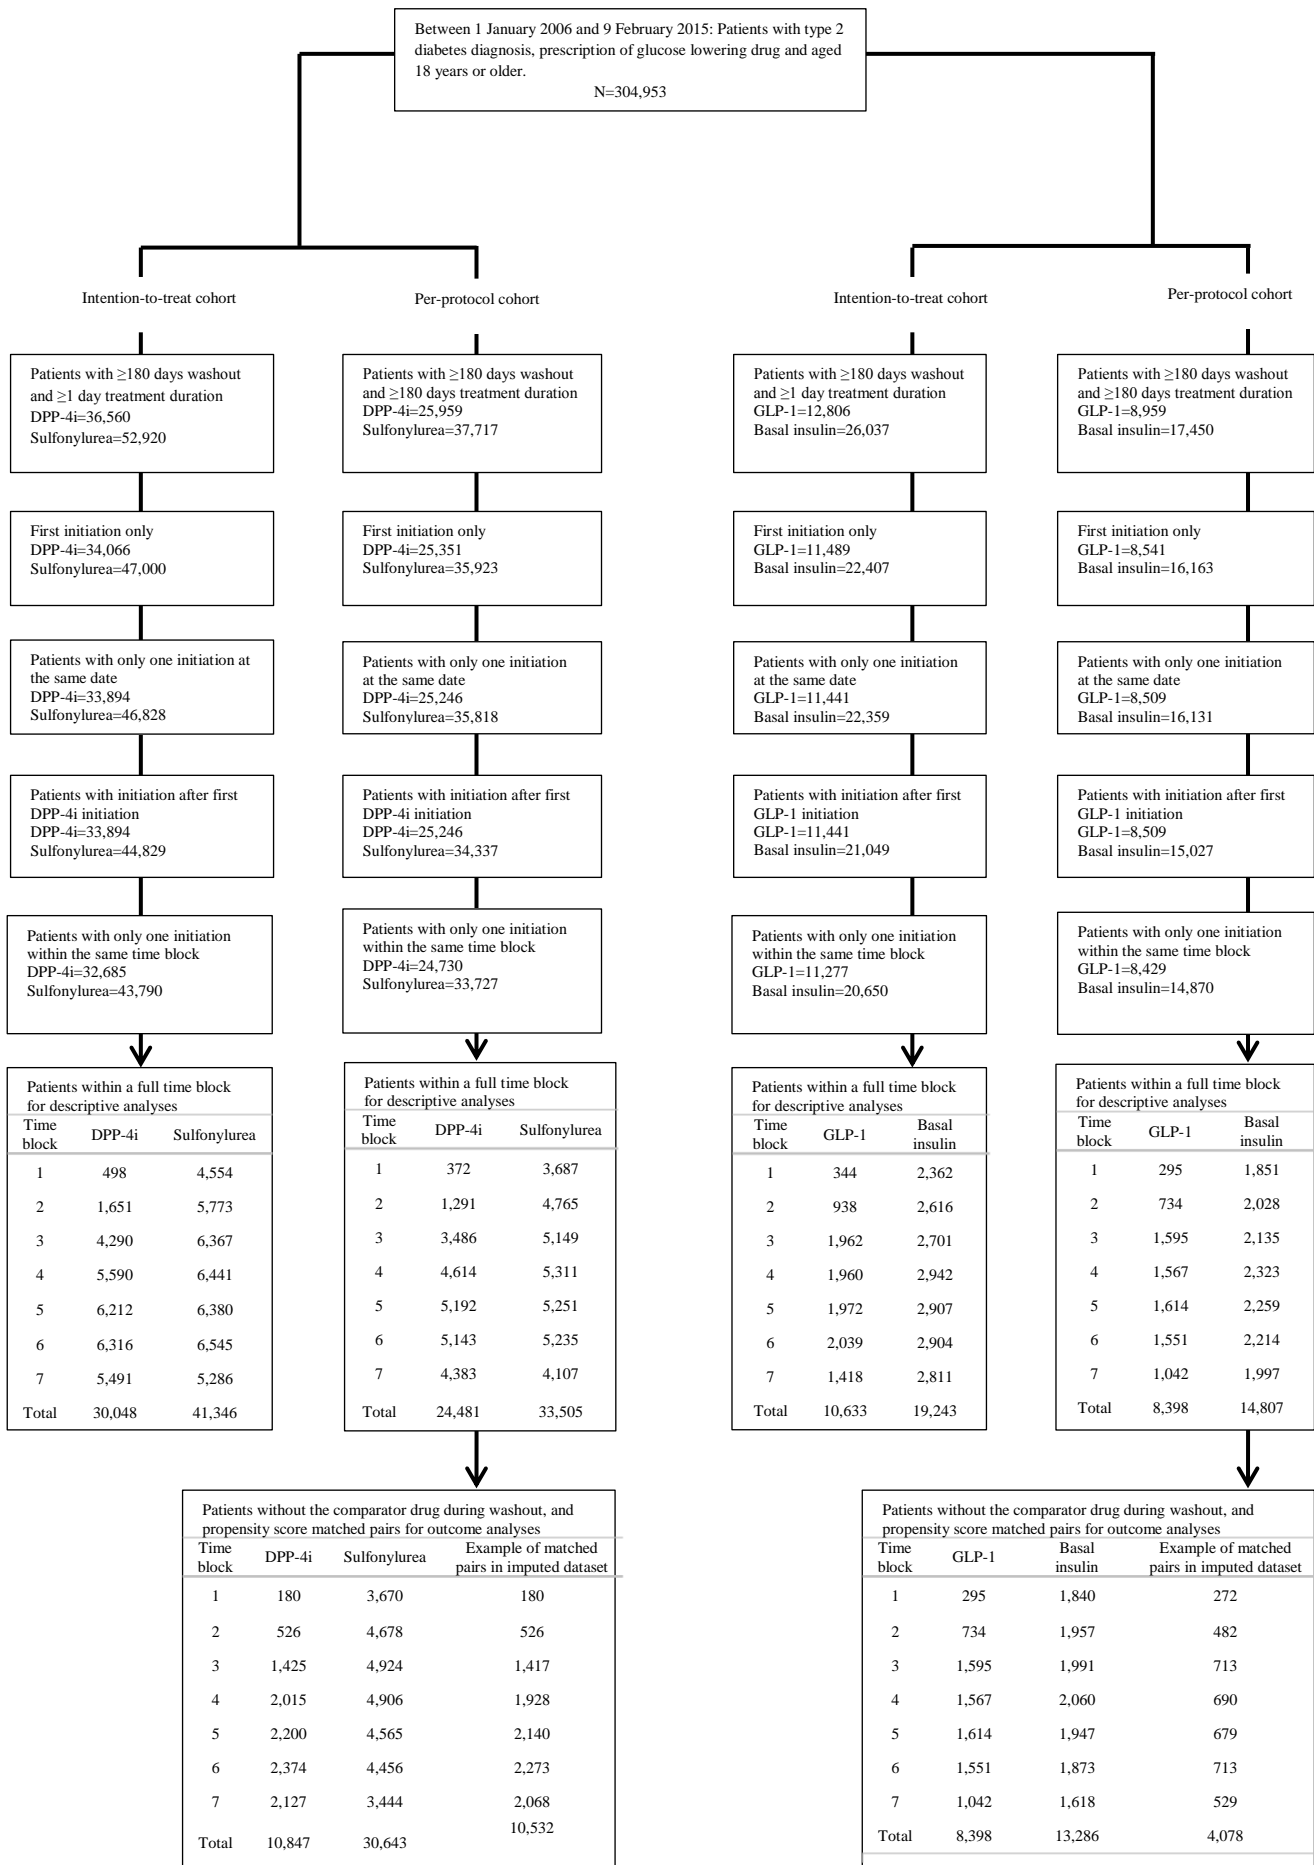 Between 1 January 2006 and 9 February 2015: Patients with type 2
diabetes diagnosis, prescription of glucose lowering drug and aged
18 years or older.
N=304,953
Intention-to-treat cohort
Patients with ≥180 days washout
and ≥1 day treatment duration
DPP-4i=36,560
Sulfonylurea=52,920
First initiation only
DPP-4i=34,066
Sulfonylurea=47,000
Patients with only one initiation at
the same date
DPP-4i=33,894
Sulfonylurea=46,828
Patients with initiation after first
DPP-4i initiation
DPP-4i=33,894
Sulfonylurea=44,829
Patients with only one initiation
within the same time block
DPP-4i=32,685
Sulfonylurea=43,790
Patients within a full time block
for descriptive analyses
Time block DPP-4i Sulfonylurea
1 498 4,554
2 1,651 5,773
3 4,290 6,367
4 5,590 6,441
5 6,212 6,380
6 6,316 6,545
7 5,491 5,286
Total 30,048 41,346
Per-protocol cohort
Patients with ≥180 days washout
and ≥180 days treatment duration
DPP-4i=25,959
Sulfonylurea=37,717
First initiation only
DPP-4i=25,351
Sulfonylurea=35,923
Patients with only one initiation
at the same date
DPP-4i=25,246
Sulfonylurea=35,818
Patients with initiation after first
DPP-4i initiation
DPP-4i=25,246
Sulfonylurea=34,337
Patients with only one initiation
within the same time block
DPP-4i=24,730
Sulfonylurea=33,727
Patients within a full time block
for descriptive analyses
Time block DPP-4i Sulfonylurea
1 372 3,687
2 1,291 4,765
3 3,486 5,149
4 4,614 5,311
5 5,192 5,251
6 5,143 5,235
7 4,383 4,107
Total 24,481 33,505
Patients without the comparator drug during washout, and
propensity score matched pairs for outcome analyses
Time block DPP-4i Sulfonylurea Example of matched pairs in imputed dataset
1 180 3,670 180
2 526 4,678 526
3 1,425 4,924 1,417
4 2,015 4,906 1,928
5 2,200 4,565 2,140
6 2,374 4,456 2,273
7 2,127 3,444 2,068
Total 10,847 30,643 10,532
Intention-to-treat cohort
Patients with ≥180 days washout
and ≥1 day treatment duration
GLP-1=12,806
Basal insulin=26,037
First initiation only
GLP-1=11,489
Basal insulin=22,407
Patients with only one initiation
at the same date
GLP-1=11,441
Basal insulin=22,359
Patients with initiation after first
GLP-1 initiation
GLP-1=11,441
Basal insulin=21,049
Patients with only one initiation
within the same time block
GLP-1=11,277
Basal insulin=20,650
Patients within a full time block
for descriptive analyses
Time block GLP-1 Basal insulin
1 344 2,362
2 938 2,616
3 1,962 2,701
4 1,960 2,942
5 1,972 2,907
6 2,039 2,904
7 1,418 2,811
Total 10,633 19,243
Per-protocol cohort
Patients with ≥180 days washout
and ≥180 days treatment duration
GLP-1=8,959
Basal insulin=17,450
First initiation only
GLP-1=8,541
Basal insulin=16,163
Patients with only one initiation
at the same date
GLP-1=8,509
Basal insulin=16,131
Patients with initiation after first
GLP-1 initiation
GLP-1=8,509
Basal insulin=15,027
Patients with only one initiation
within the same time block
GLP-1=8,429
Basal insulin=14,870
Patients within a full time block
for descriptive analyses
Time block GLP-1 Basal insulin
1 295 1,851
2 734 2,028
3 1,595 2,135
4 1,567 2,323
5 1,614 2,259
6 1,551 2,214
7 1,042 1,997
Total 8,398 14,807
Patients without the comparator drug during washout, and
propensity score matched pairs for outcome analyses
Time block GLP-1 Basal insulin Example of matched pairs in imputed dataset
1 295 1,840 272
2 734 1,957 482
3 1,595 1,991 713
4 1,567 2,060 690
5 1,614 1,947 679
6 1,551 1,873 713
7 1,042 1,618 529
Total 8,398 13,286 4,078